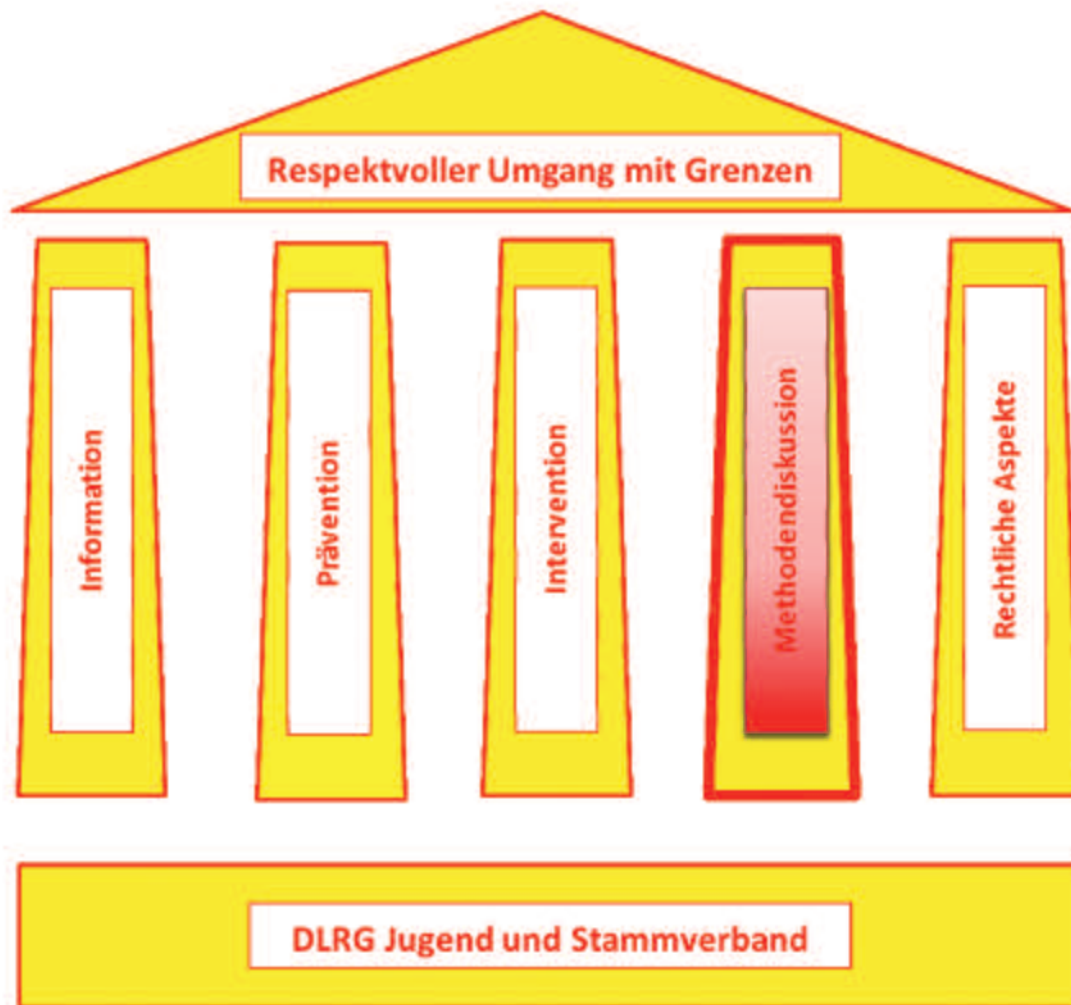 Respektvoller Umgang mit Grenzen
Information
Prävention
Intervention
Methodendiskussion
Rechtliche Aspekte
DLRG Jugend und Stammverband